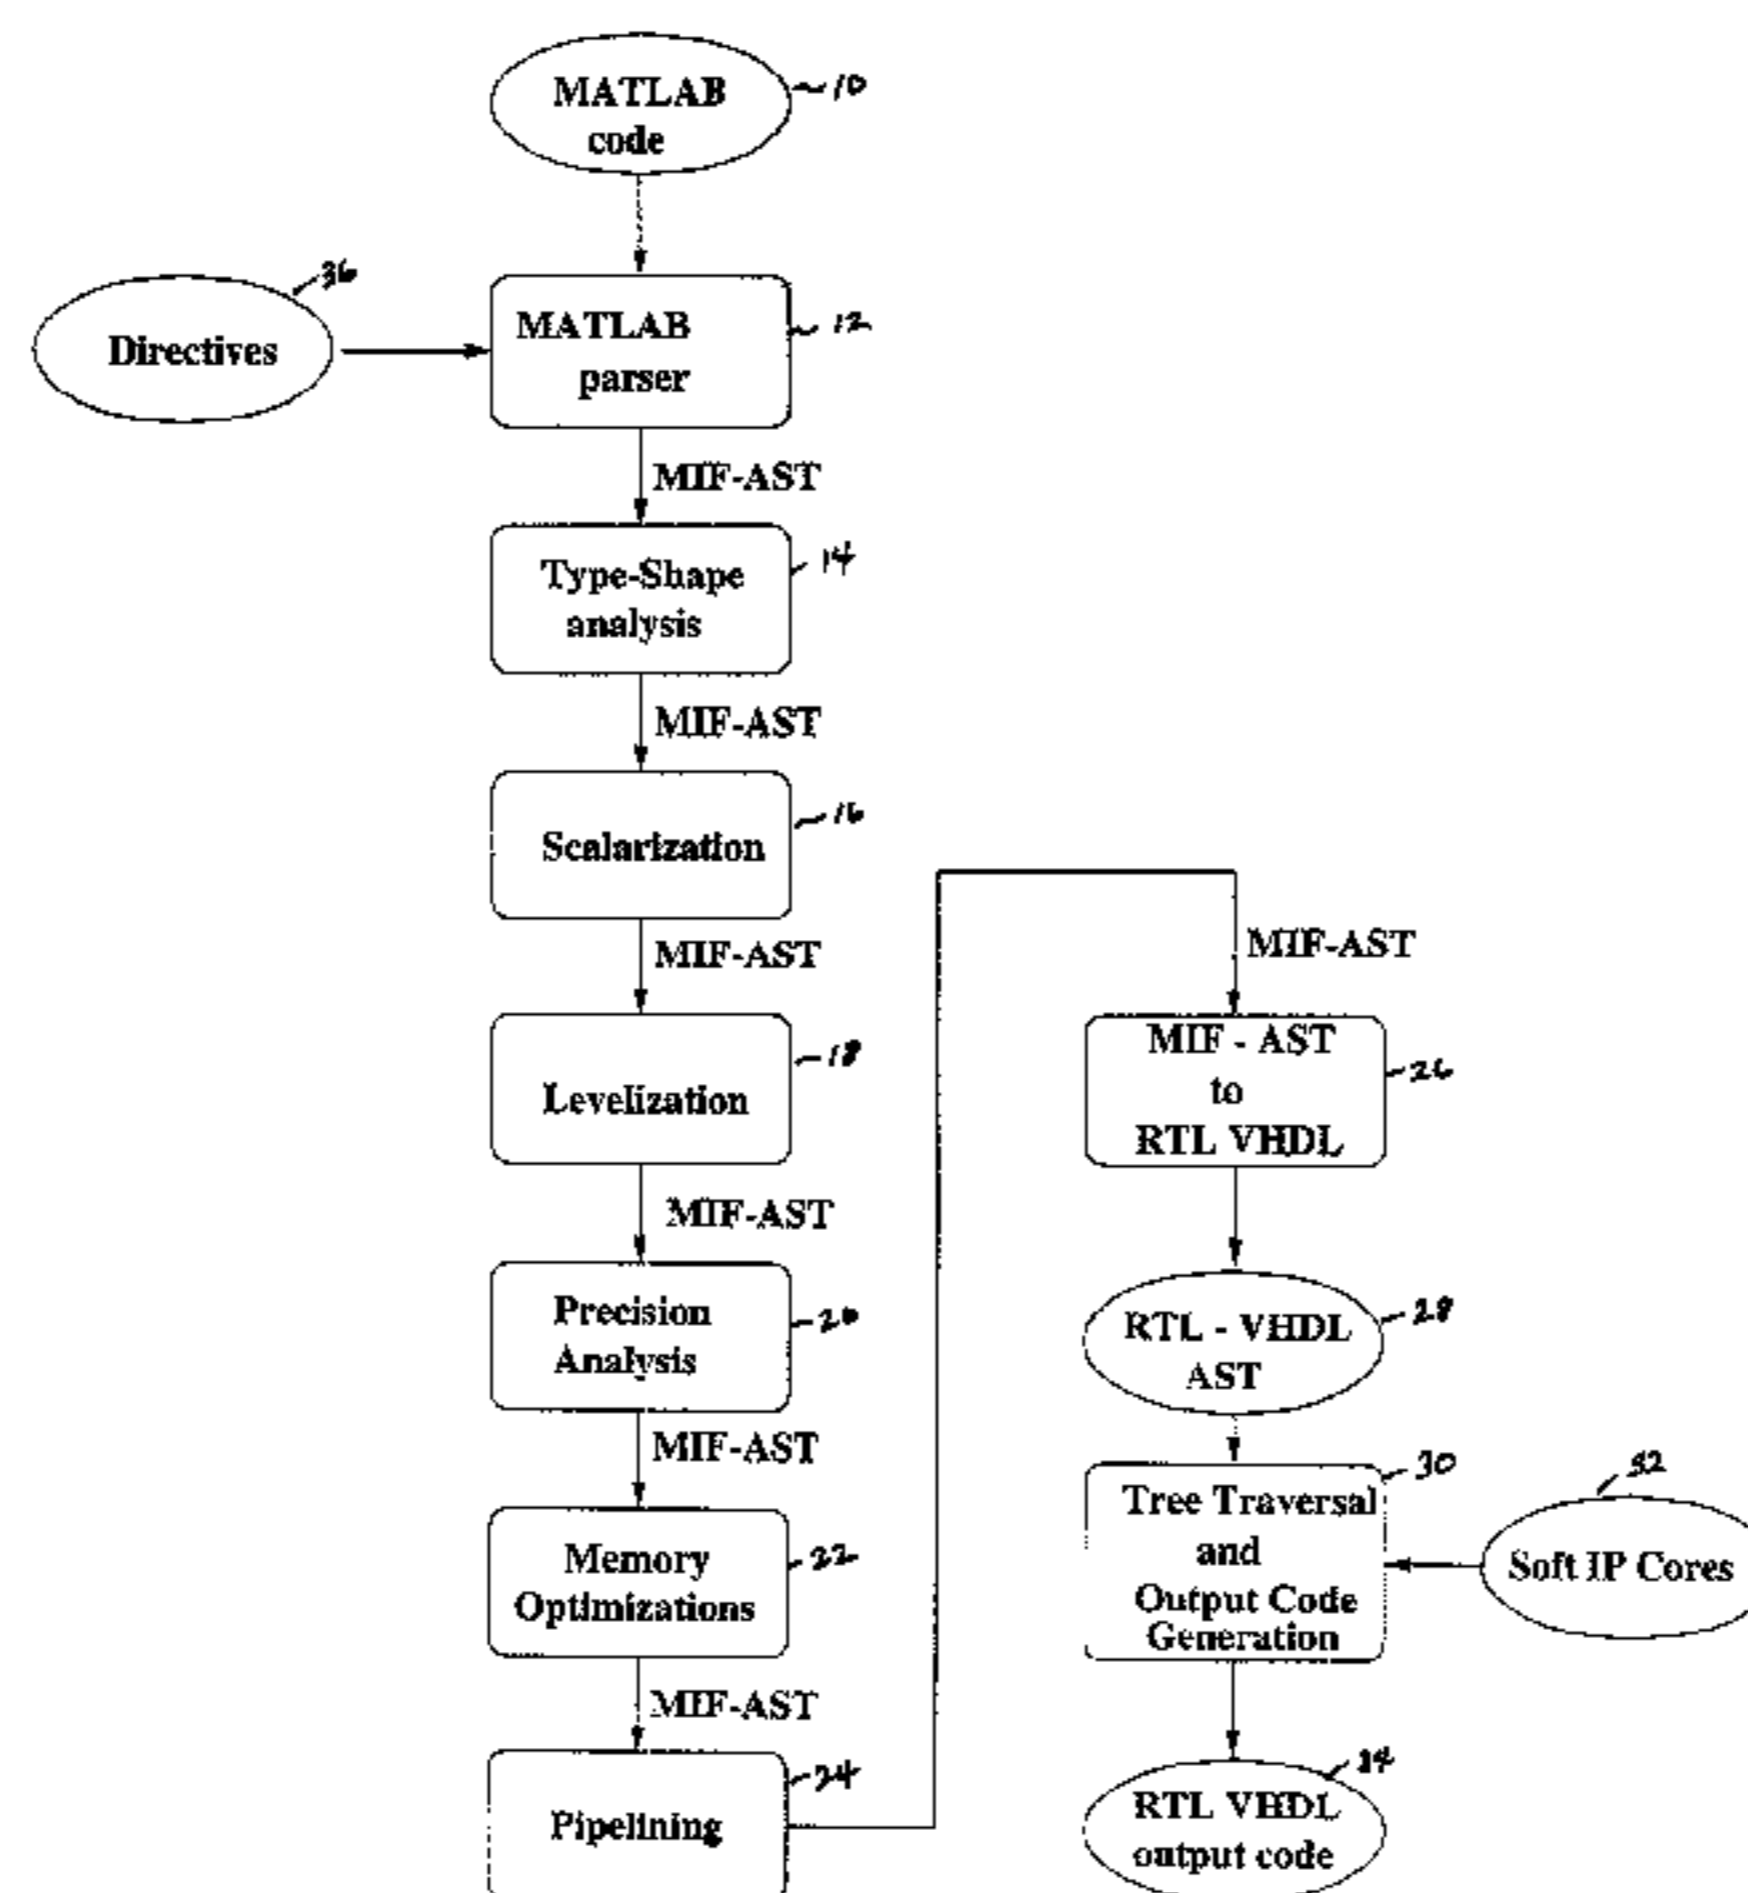 MATLAB
code
10
36
Directives
MATLAB
parser
12
MIF-AST
Type-Shape
analysis
14
MIF-AST
Scalarization
16
MIF-AST
Levelization
18
MIF-AST
Precision
Analysis
20
MIF-AST
Memory
Optimizations
22
MIF-AST
Pipelining
24
MIF-AST
MIF - AST
to
RTL VHDL
26
RTL - VHDL
AST
28
Tree Traversal
and
Output Code
Generation
30
32
Soft IP Cores
34
RTL VHDL
output code